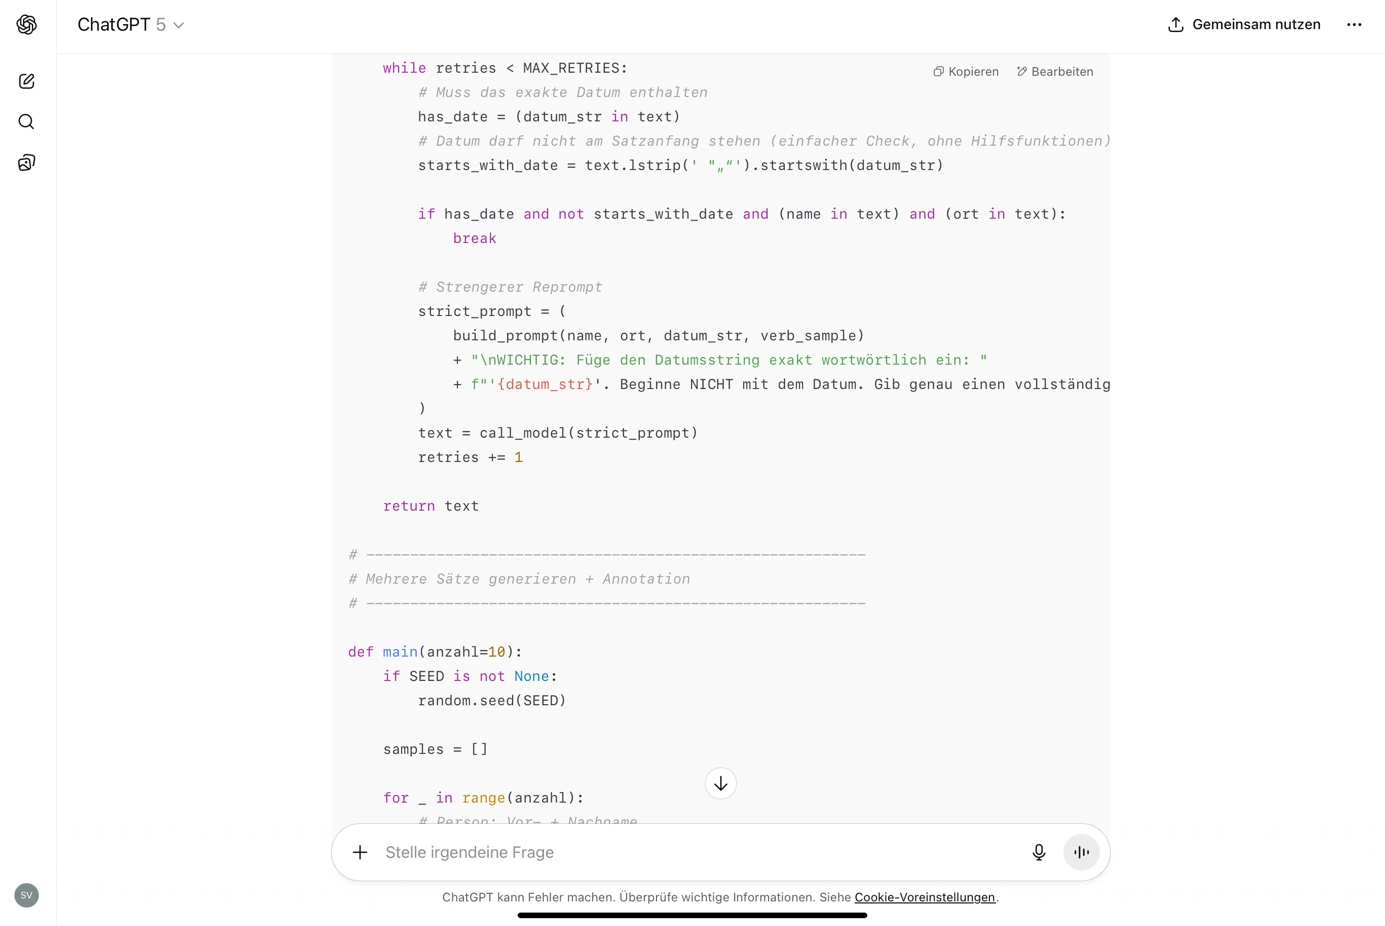 ChatGPT 5
Gemeinsam nutzen
Kopieren
Bearbeiten
    while retries < MAX_RETRIES:
        # Muss das exakte Datum enthalten
        has_date = (datum_str in text)
        # Datum darf nicht am Satzanfang stehen (einfacher Check, ohne Hilfsfunktionen)
        starts_with_date = text.lstrip(' "„“').startswith(datum_str)

        if has_date and not starts_with_date and (name in text) and (ort in text):
            break

        # Strengerer Reprompt
        strict_prompt = (
            build_prompt(name, ort, datum_str, verb_sample)
            + "\nWICHTIG: Füge den Datumsstring exakt wortwörtlich ein: "
            + f"'{datum_str}'. Beginne NICHT mit dem Datum. Gib genau einen vollständig
        )
        text = call_model(strict_prompt)
        retries += 1

    return text

# ---------------------------------------------------------
# Mehrere Sätze generieren + Annotation
# ---------------------------------------------------------

def main(anzahl=10):
    if SEED is not None:
        random.seed(SEED)

    samples = []

    for _ in range(anzahl):
        # Person: Vor- + Nachname
Stelle irgendeine Frage
SV
ChatGPT kann Fehler machen. Überprüfe wichtige Informationen. Siehe Cookie-Voreinstellungen.